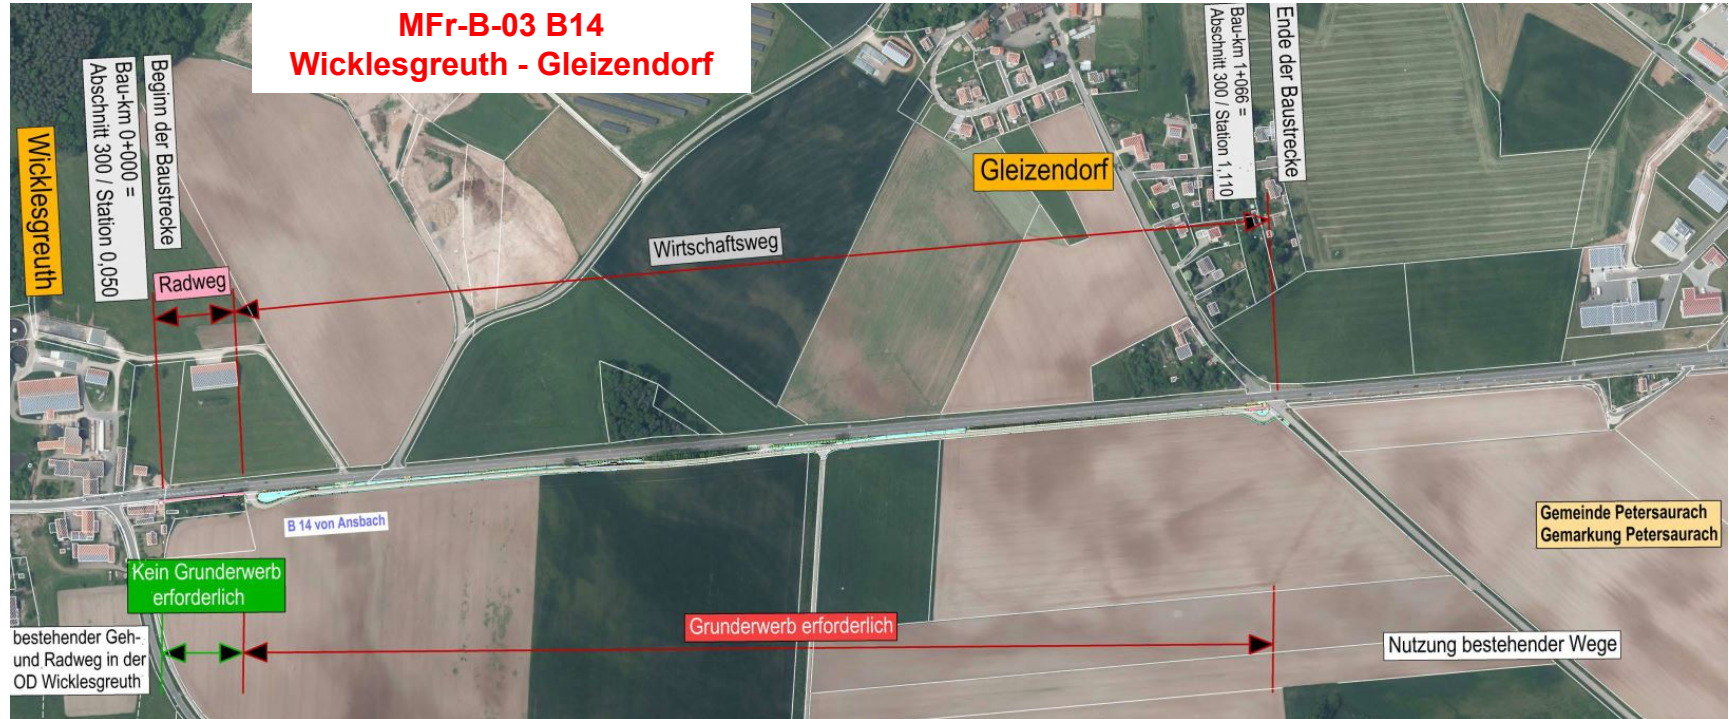 MFr-B-03 B14
Wicklesgreuth - Gleizendorf
Wicklesgreuth
Beginn der Baustrecke
Bau-km 0+000 =
Abschnitt 300 / Station 0,050
Radweg
Wirtschaftsweg
Gleizendorf
Ende der Baustrecke
Bau-km 1+066 =
Abschnitt 300 / Station 1,110
B 14 von Ansbach
Gemeinde Petersaurach
Gemarkung Petersaurach
Kein Grunderwerb
erforderlich
Grunderwerb erforderlich
bestehender Geh-
und Radweg in der
OD Wicklesgreuth
Nutzung bestehender Wege